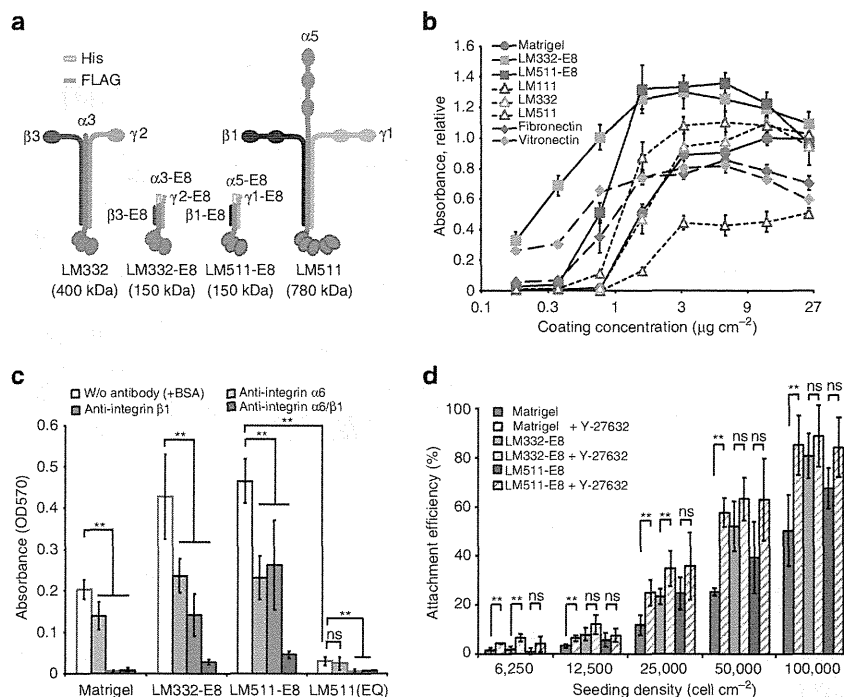 a
His
FLAG
α5
α3
β3
γ2
β1
γ1
α3-E8
γ2-E8
β3-E8
α5-E8
γ1-E8
β1-E8
LM332
(400 kDa)
LM332-E8
(150 kDa)
LM511-E8
(150 kDa)
LM511
(780 kDa)
b
Absorbance, relative
1.6
1.4
1.2
1.0
0.8
0.6
0.4
0.2
0
Matrigel
LM332-E8
LM511-E8
LM111
LM332
LM511
Fibronectin
Vitronectin
0.1 0.3 1 3 9 27
Coating concentration (μg cm⁻²)
c
W/o antibody (+BSA)
Anti-integrin β1
Anti-integrin α6
Anti-integrin α6/β1
Absorbance (OD570)
0.6
0.5
0.4
0.3
0.2
0.1
0
** ** ** ** ns **
Matrigel LM332-E8 LM511-E8 LM511(EQ)
d
Matrigel
Matrigel + Y-27632
LM332-E8
LM332-E8 + Y-27632
LM511-E8
LM511-E8 + Y-27632
Attachment efficiency (%)
100
80
60
40
20
0
** ** ns
** ns ns
** ** ns
** ns ns
** ns ns
6,250 12,500 25,000 50,000 100,000
Seeding density (cell cm⁻²)